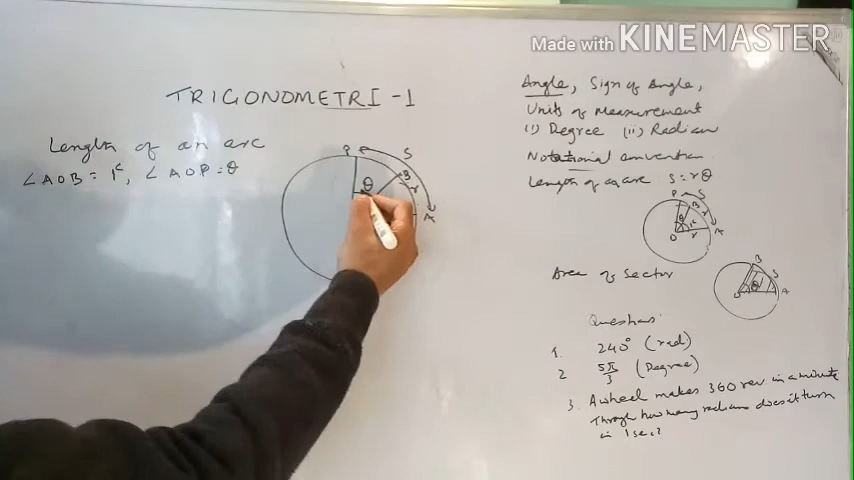 Made with KINEMASTER
TRIGONOMETRI-1
Length of an arc
∠AOB = 1ᶜ, ∠AOP = θ
P S
B
θ r
A
Angle, Sign of Angle,
Units of Measurement
(i) Degree (ii) Radian
Notational convention
Length of an arc S = rθ
P S
B
θ 1ᶜ A
O r
Area of Sector
B
S
θ A
Questions:
1. 240° (rad)
2 5π/3 (Degree)
3. A wheel makes 360 rev in a minute
Through how many radians does it turn
in 1 sec?